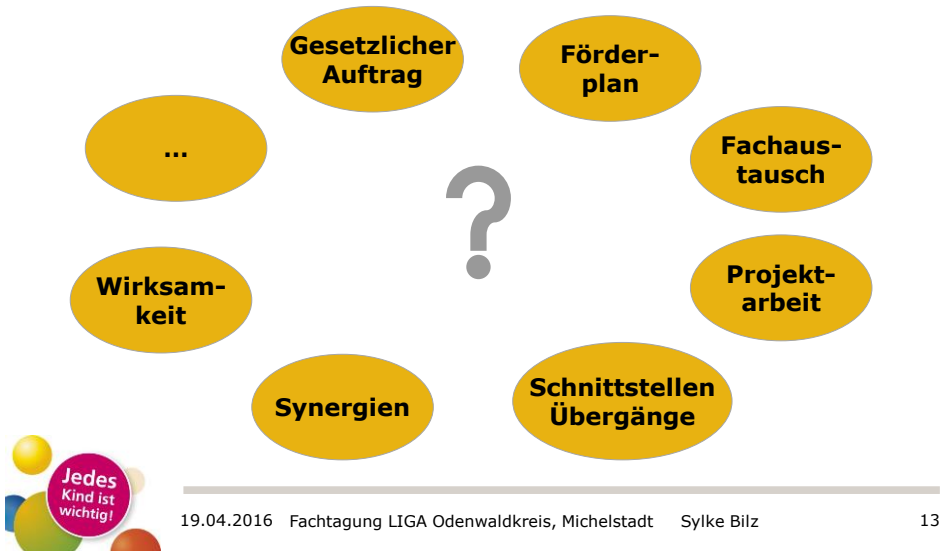 Gesetzlicher
Auftrag
Förder-
plan
...
Fachaus-
tausch
Wirksam-
keit
?
Projekt-
arbeit
Synergien
Schnittstellen
Übergänge
Jedes
Kind ist
wichtig!
19.04.2016 Fachtagung LIGA Odenwaldkreis, Michelstadt Sylke Bilz 13